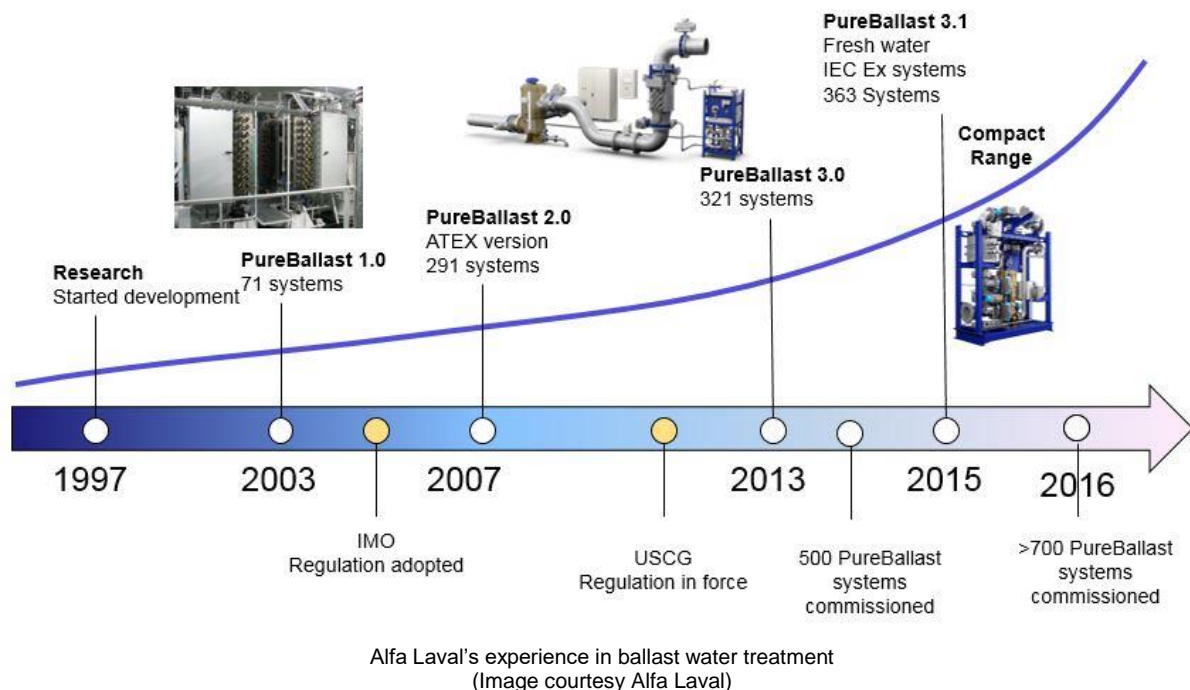 PureBallast 3.1
Fresh water
IEC Ex systems
363 Systems
Compact
Range
PureBallast 3.0
321 systems
PureBallast 2.0
ATEX version
291 systems
PureBallast 1.0
71 systems
Research
Started development
1997
2003
2007
2013
2015
2016
IMO
Regulation adopted
USCG
Regulation in force
500 PureBallast
systems
commissioned
>700 PureBallast
systems
commissioned
Alfa Laval's experience in ballast water treatment
(Image courtesy Alfa Laval)